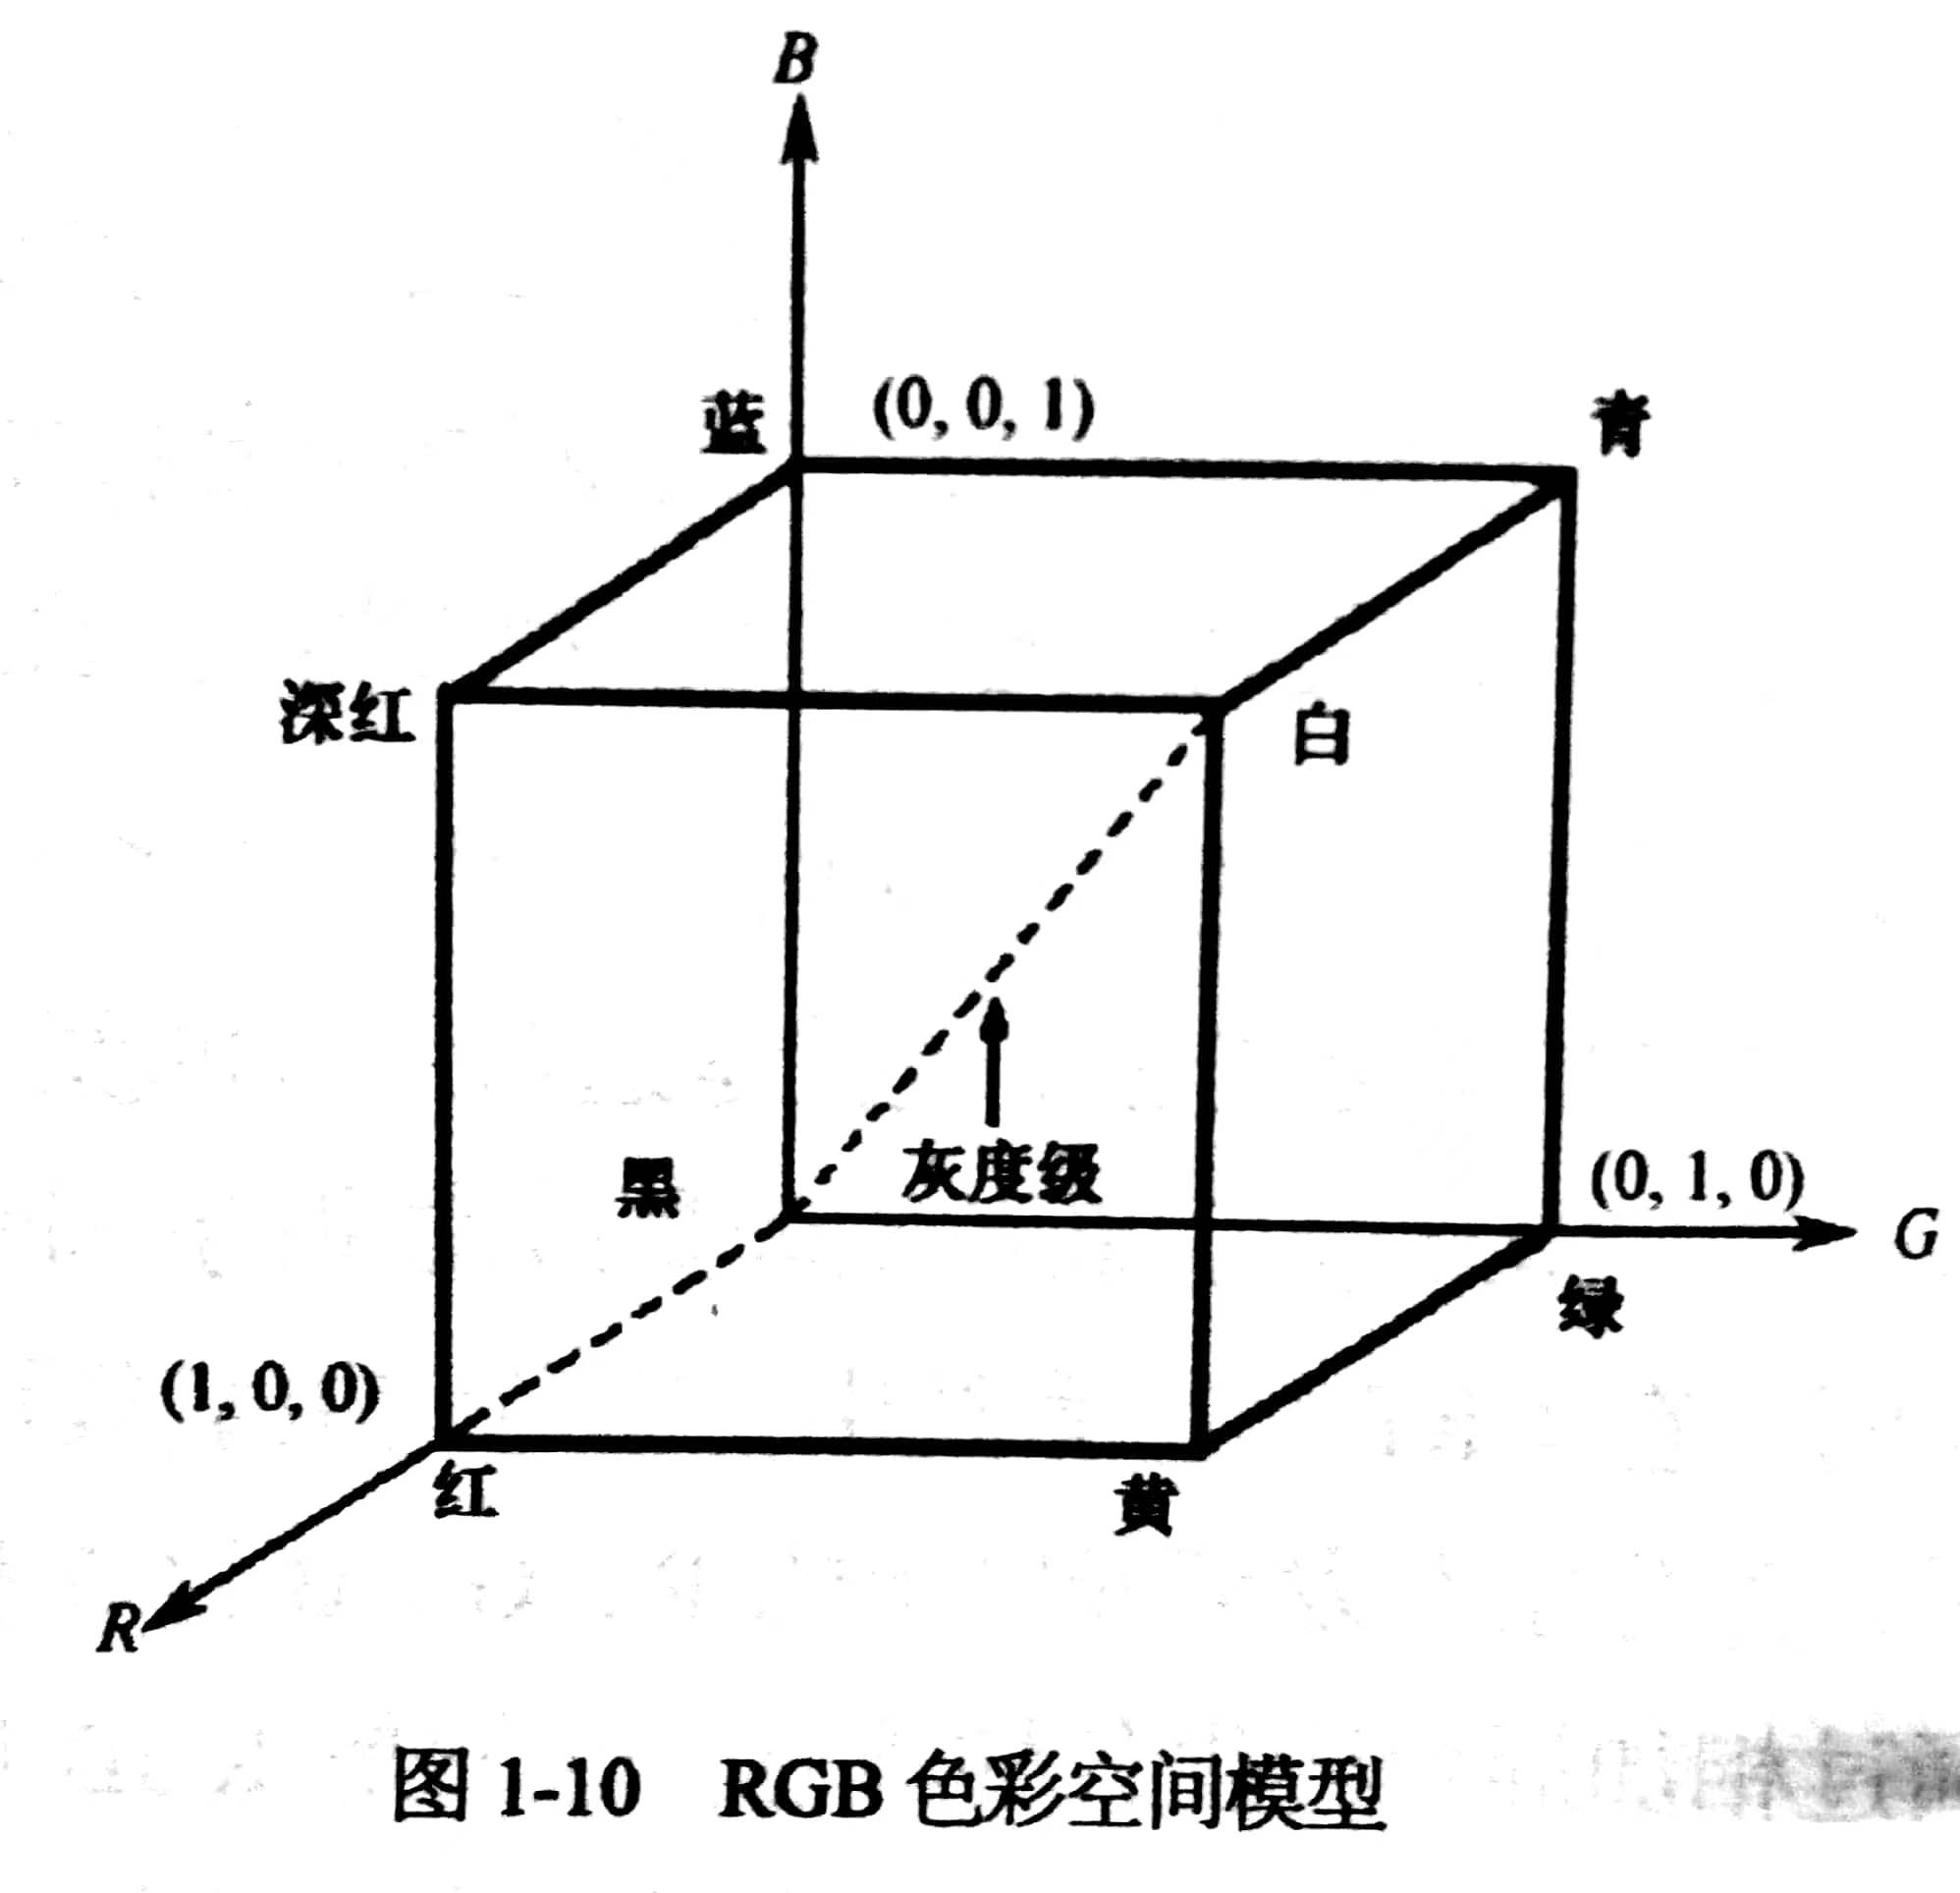 B
蓝 (0, 0, 1) 青
深红 白
黑 灰度级 (0, 1, 0)
G
绿
(1, 0, 0)
红 黄
R
图 1-10 RGB 色彩空间模型